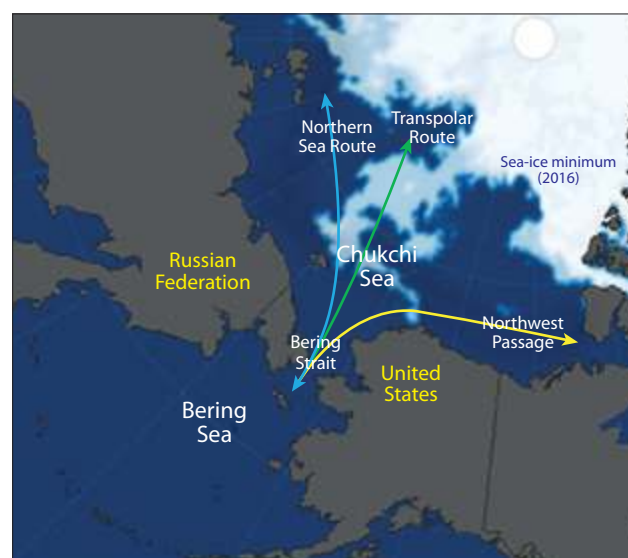 Northern
Sea Route
Transpolar
Route
Sea-ice minimum
(2016)
Chukchi
Sea
Russian
Federation
Bering
Strait
Northwest
Passage
United
States
Bering
Sea